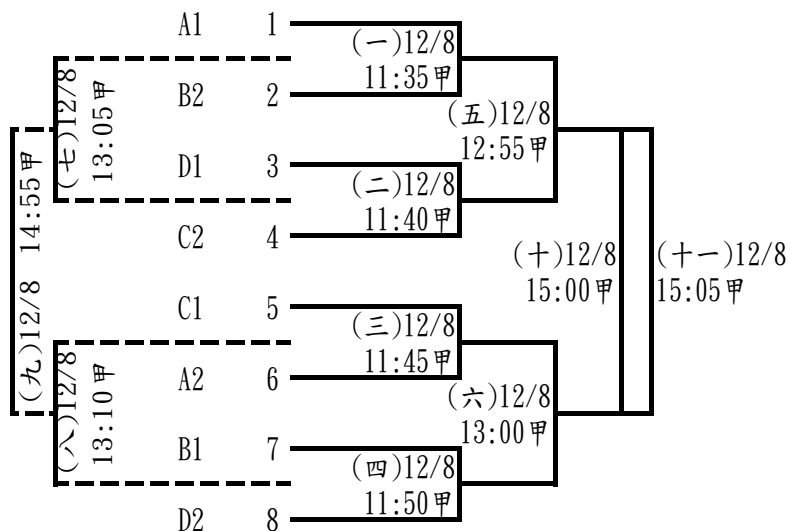 A1 1
(一)12/8
11:35甲
B2 2
(五)12/8
12:55甲
(七)12/8
13:05甲
D1 3
(二)12/8
11:40甲
C2 4
(九)12/8 14:55甲
(十)12/8
15:00甲
(十一)12/8
15:05甲
C1 5
(三)12/8
11:45甲
A2 6
(六)12/8
13:00甲
(八)12/8
13:10甲
B1 7
(四)12/8
11:50甲
D2 8